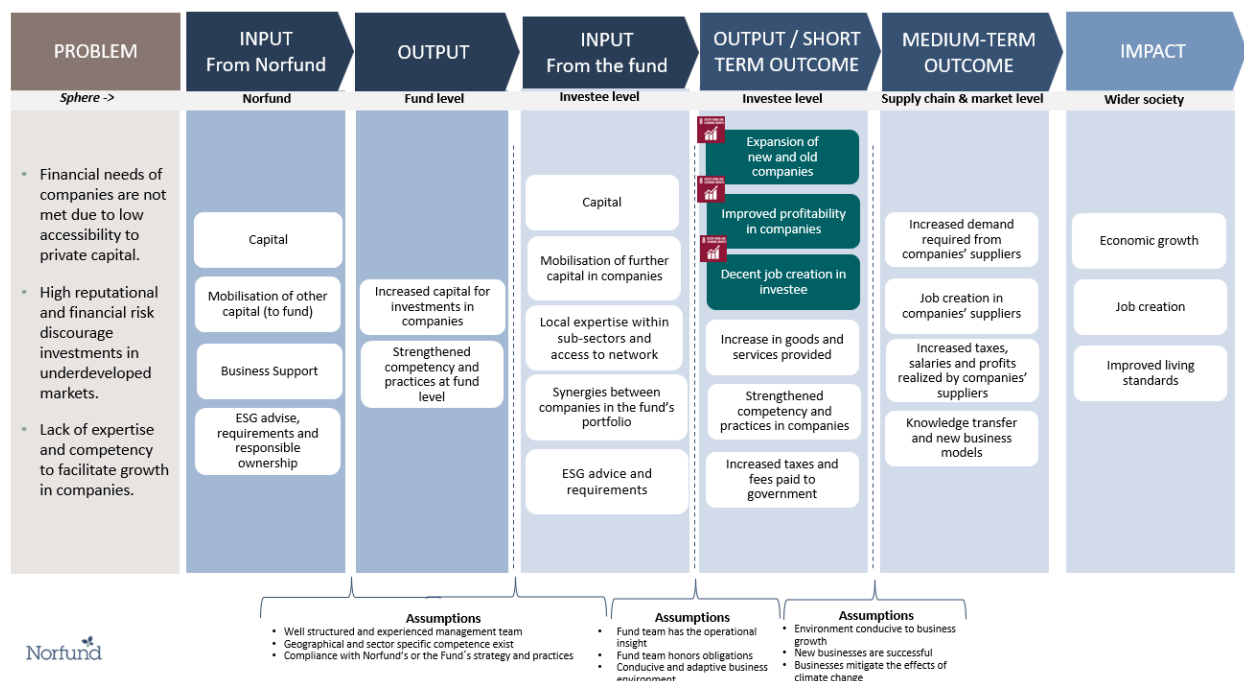 PROBLEM
INPUT
From Norfund
OUTPUT
INPUT
From the fund
OUTPUT / SHORT
TERM OUTCOME
MEDIUM-TERM
OUTCOME
IMPACT
Sphere ->
Norfund
Fund level
Investee level
Investee level
Supply chain & market level
Wider society
• Financial needs of
companies are not
met due to low
accessibility to
private capital.
• High reputational
and financial risk
discourage
investments in
underdeveloped
markets.
• Lack of expertise
and competency
to facilitate growth
in companies.
Capital
Mobilisation of other
capital (to fund)
Business Support
ESG advise,
requirements and
responsible
ownership
Increased capital for
investments in
companies
Strengthened
competency and
practices at fund
level
Capital
Mobilisation of further
capital in companies
Local expertise within
sub-sectors and
access to network
Synergies between
companies in the fund's
portfolio
ESG advice and
requirements
Expansion of
new and old
companies
Improved profitability
in companies
Decent job creation in
investee
Increase in goods and
services provided
Strengthened
competency and
practices in companies
Increased taxes and
fees paid to
government
Increased demand
required from
companies' suppliers
Job creation in
companies' suppliers
Increased taxes,
salaries and profits
realized by companies'
suppliers
Knowledge transfer
and new business
models
Economic growth
Job creation
Improved living
standards
Assumptions
• Well structured and experienced management team
• Geographical and sector specific competence exist
• Compliance with Norfund's or the Fund´s strategy and practices
Assumptions
• Fund team has the operational
insight
• Fund team honors obligations
• Conducive and adaptive business
environment
Assumptions
• Environment conducive to business
growth
• New businesses are successful
• Businesses mitigate the effects of
climate change
Norfund